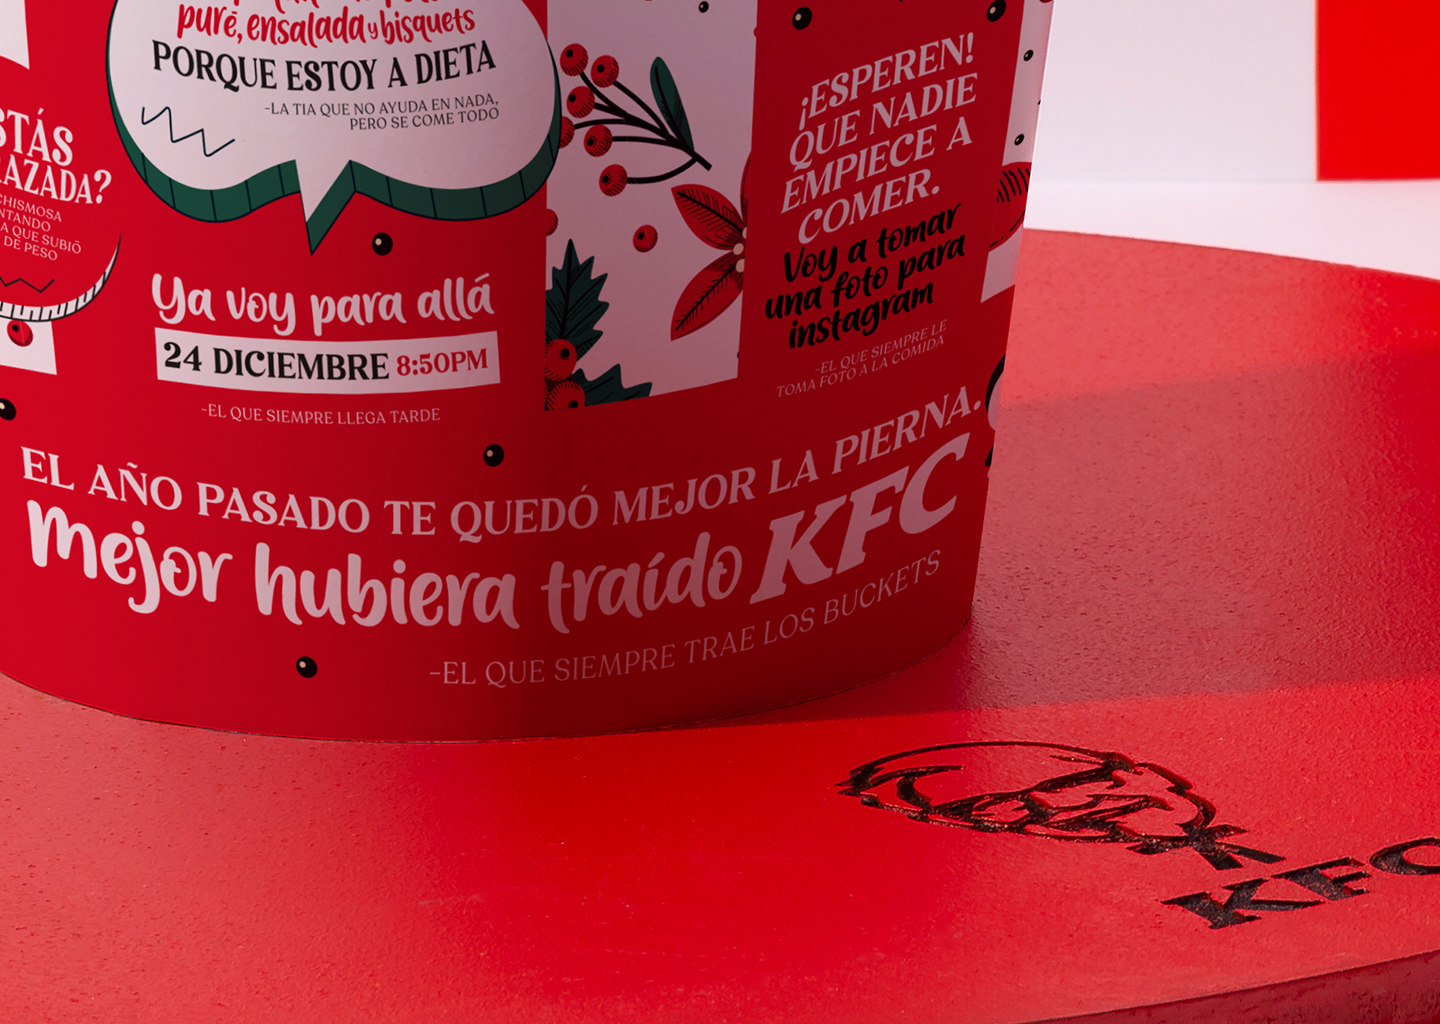 puré, ensalada y bisquets
PORQUE ESTOY A DIETA
-LA TIA QUE NO AYUDA EN NADA,
PERO SE COME TODO
DE PESO
Ya voy para allá
24 DICIEMBRE 8:50PM
-EL QUE SIEMPRE LLEGA TARDE
¡ESPEREN!
QUE NADIE
EMPIECE A
COMER.
Voy a tomar
una foto para
instagram
-EL QUE SIEMPRE LE
TOMA FOTO A LA COMIDA
EL AÑO PASADO TE QUEDÓ MEJOR LA PIERNA.
Mejor hubiera traído KFC
-EL QUE SIEMPRE TRAE LOS BUCKETS
KFC